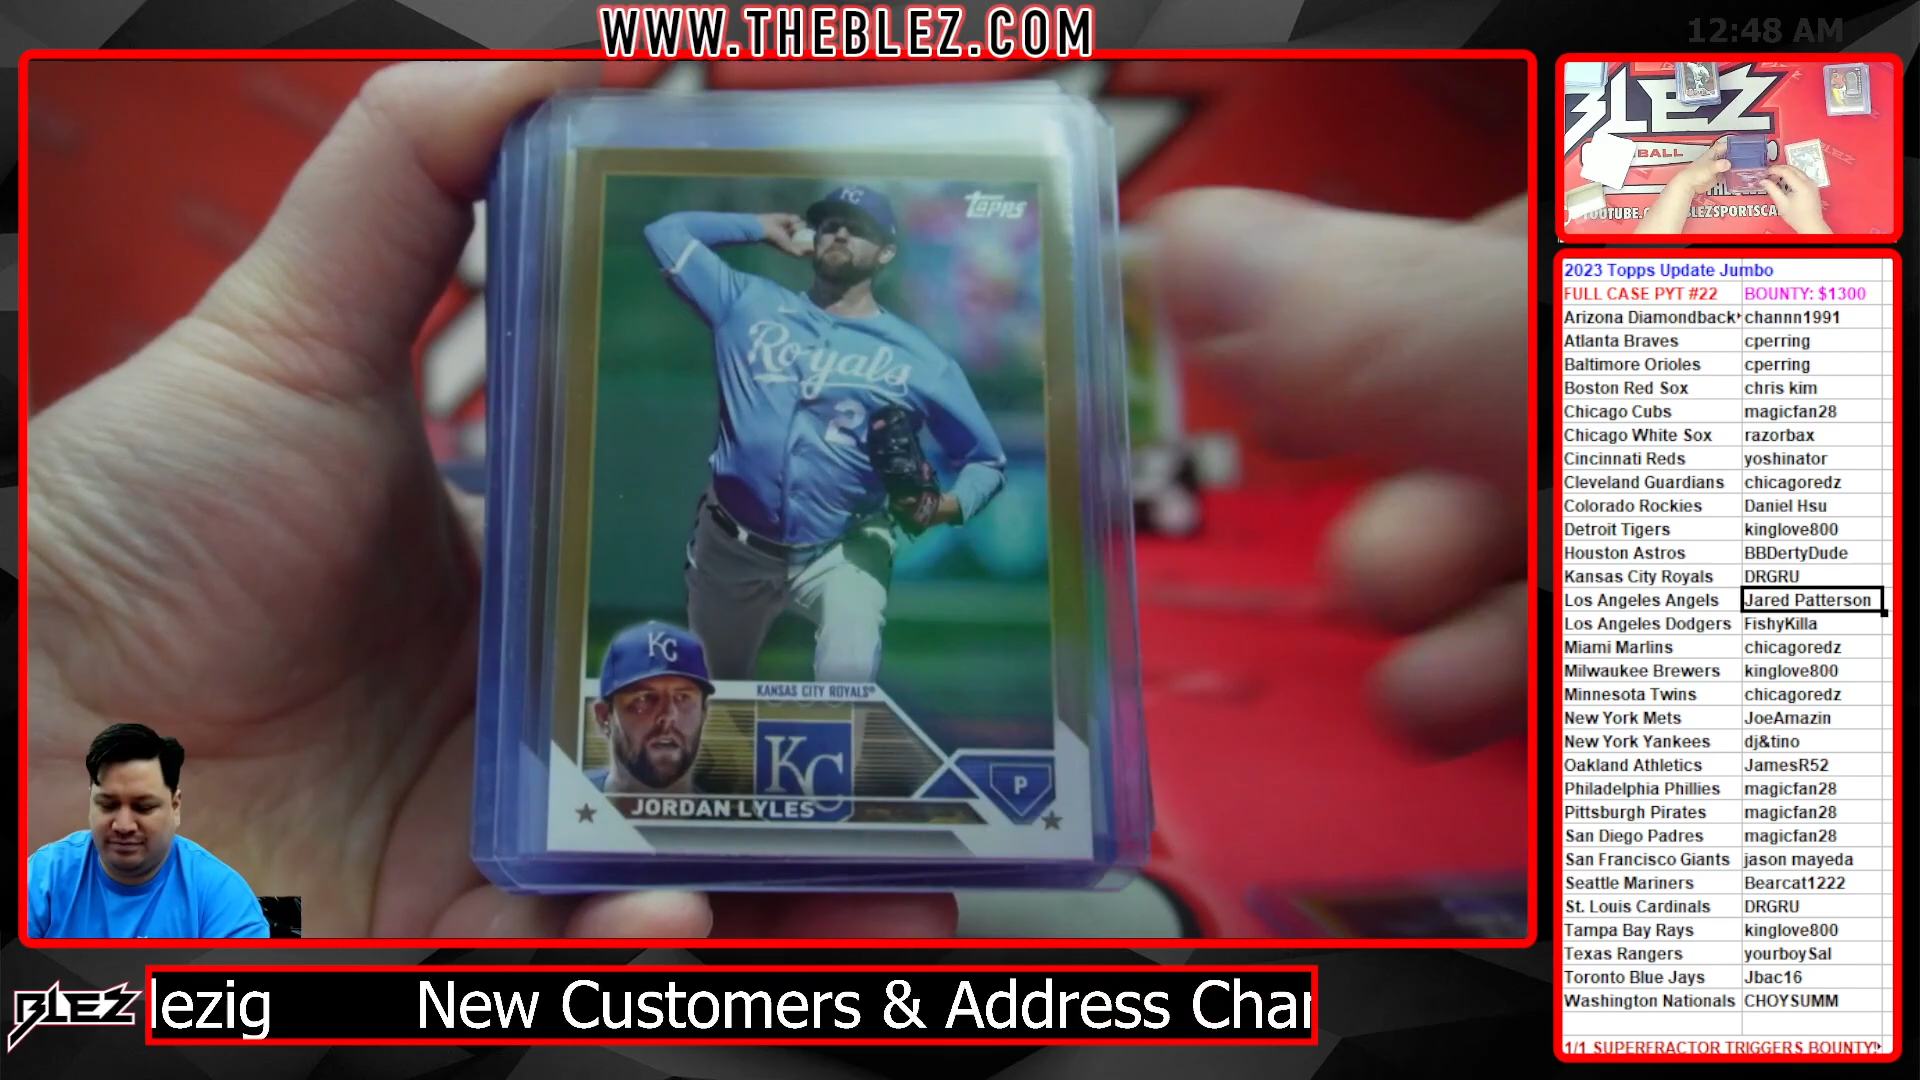 WWW.THEBLEZ.COM
12:48 AM
Topps
KC
Royals
2
KC
KANSAS CITY ROYALS®
KC
P
JORDAN LYLES
BLEZ
BALL
2023 Topps Update Jumbo
FULL CASE PYT #22 BOUNTY: $1300
Arizona Diamondback channn1991
Atlanta Braves cperring
Baltimore Orioles cperring
Boston Red Sox chris kim
Chicago Cubs magicfan28
Chicago White Sox razorbax
Cincinnati Reds yoshinator
Cleveland Guardians chicagoredz
Colorado Rockies Daniel Hsu
Detroit Tigers kinglove800
Houston Astros BBDertyDude
Kansas City Royals DRGRU
Los Angeles Angels Jared Patterson
Los Angeles Dodgers FishyKilla
Miami Marlins chicagoredz
Milwaukee Brewers kinglove800
Minnesota Twins chicagoredz
New York Mets JoeAmazin
New York Yankees dj&tino
Oakland Athletics JamesR52
Philadelphia Phillies magicfan28
Pittsburgh Pirates magicfan28
San Diego Padres magicfan28
San Francisco Giants jason mayeda
Seattle Mariners Bearcat1222
St. Louis Cardinals DRGRU
Tampa Bay Rays kinglove800
Texas Rangers yourboySal
Toronto Blue Jays Jbac16
Washington Nationals CHOYSUMM
1/1 SUPERFRACTOR TRIGGERS BOUNTY!
BLEZ
lezig New Customers & Address Char